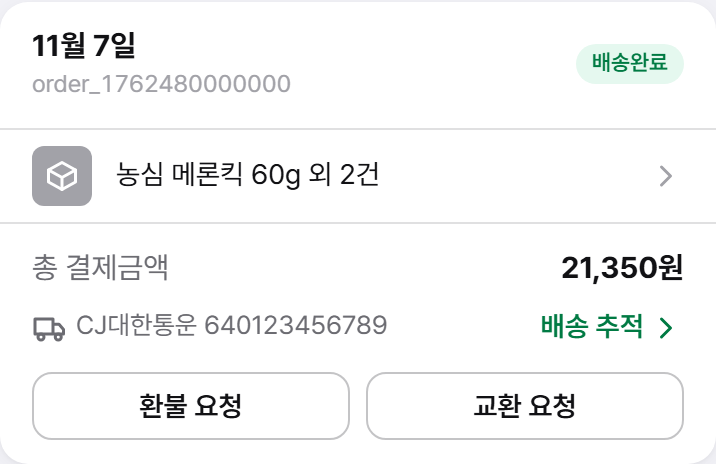 11월 7일
order_1762480000000
배송완료
농심 메론킥 60g 외 2건
총 결제금액
21,350원
CJ대한통운 640123456789
배송 추적
환불 요청
교환 요청